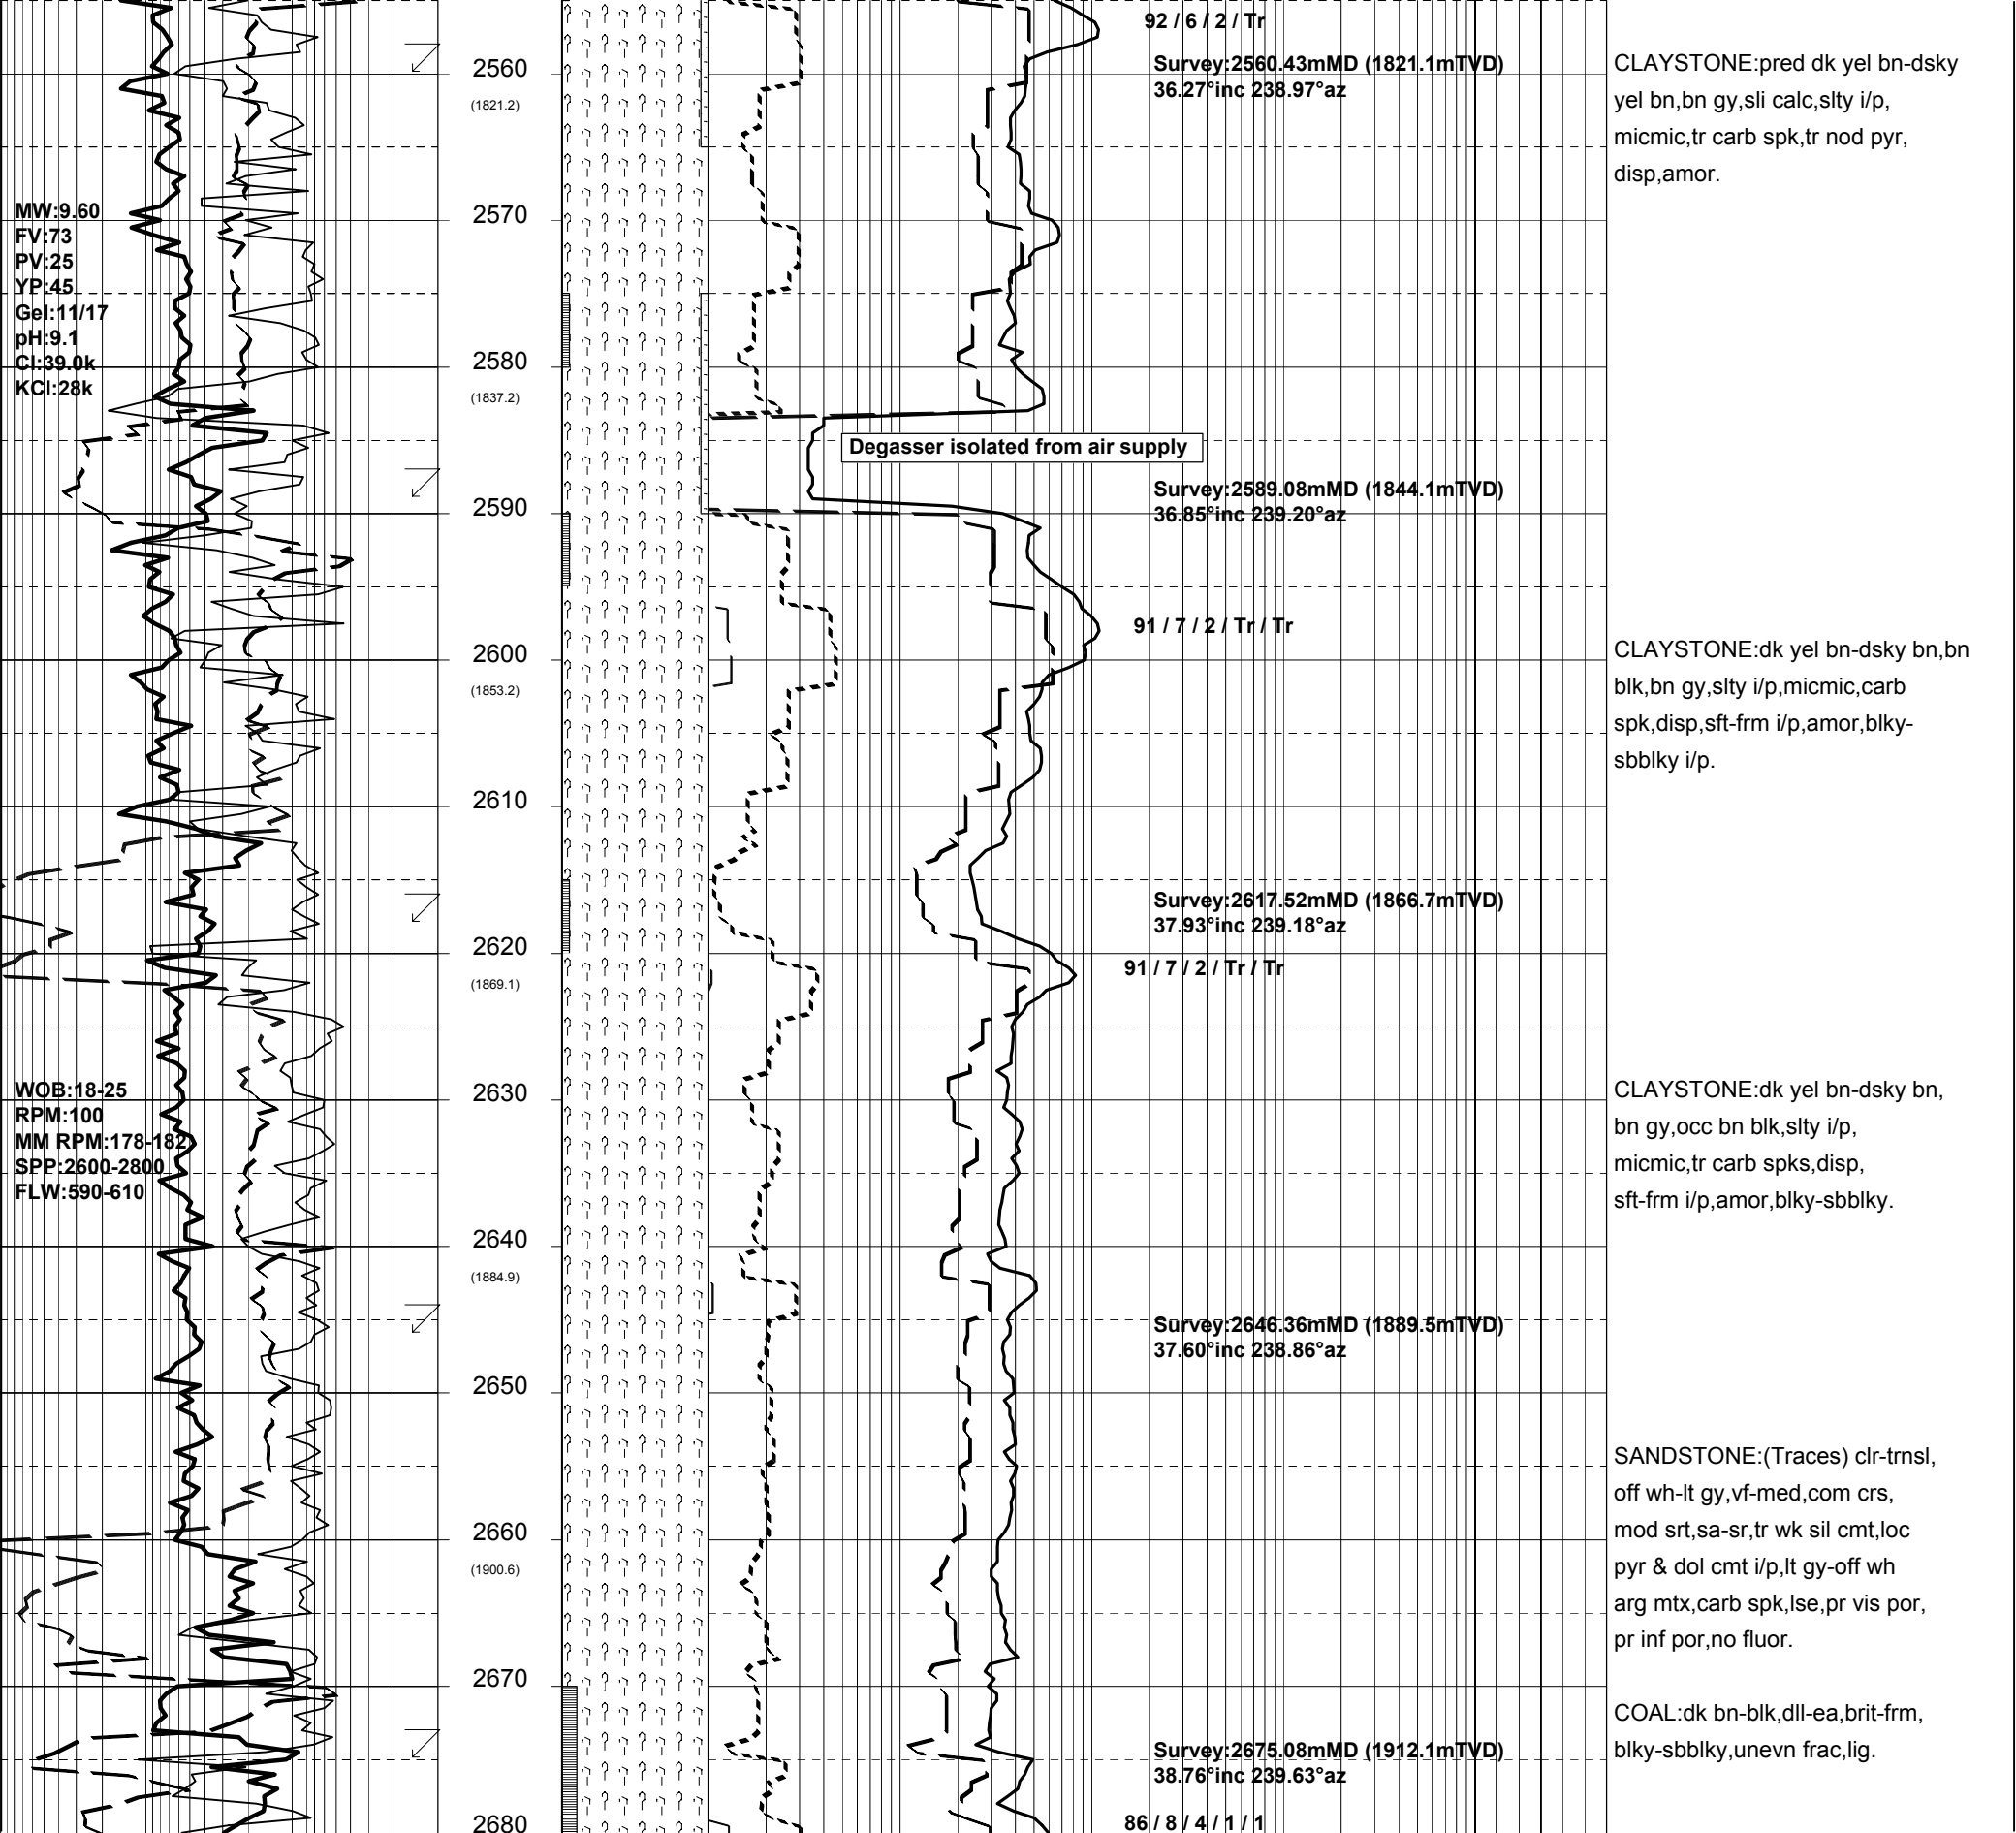 92 / 6 / 2 / Tr
Survey:2560.43mMD (1821.1mTVD)
36.27°inc 238.97°az
2560
(1821.2)
CLAYSTONE:pred dk yel bn-dsky
yel bn,bn gy,sli calc,slty i/p,
micmic,tr carb spk,tr nod pyr,
disp,amor.
MW:9.60
FV:73
PV:25
YP:45
Gel:11/17
pH:9.1
Cl:39.0k
KCl:28k
2570
2580
(1837.2)
Degasser isolated from air supply
Survey:2589.08mMD (1844.1mTVD)
36.85°inc 239.20°az
2590
91 / 7 / 2 / Tr / Tr
2600
(1853.2)
CLAYSTONE:dk yel bn-dsky bn,bn
blk,bn gy,slty i/p,micmic,carb
spk,disp,sft-frm i/p,amor,blky-
sbblky i/p.
2610
Survey:2617.52mMD (1866.7mTVD)
37.93°inc 239.18°az
2620
(1869.1)
91 / 7 / 2 / Tr / Tr
WOB:18-25
RPM:100
MM RPM:178-182
SPP:2600-2800
FLW:590-610
2630
CLAYSTONE:dk yel bn-dsky bn,
bn gy,occ bn blk,slty i/p,
micmic,tr carb spks,disp,
sft-frm i/p,amor,blky-sbblky.
2640
(1884.9)
Survey:2646.36mMD (1889.5mTVD)
37.60°inc 238.86°az
2650
SANDSTONE:(Traces) clr-trnsl,
off wh-lt gy,vf-med,com crs,
mod srt,sa-sr,tr wk sil cmt,loc
pyr & dol cmt i/p,lt gy-off wh
arg mtx,carb spk,lse,pr vis por,
pr inf por,no fluor.
2660
(1900.6)
2670
COAL:dk bn-blk,dll-ea,brit-frm,
blky-sbblky,unevn frac,lig.
Survey:2675.08mMD (1912.1mTVD)
38.76°inc 239.63°az
2680
86 / 8 / 4 / 1 / 1